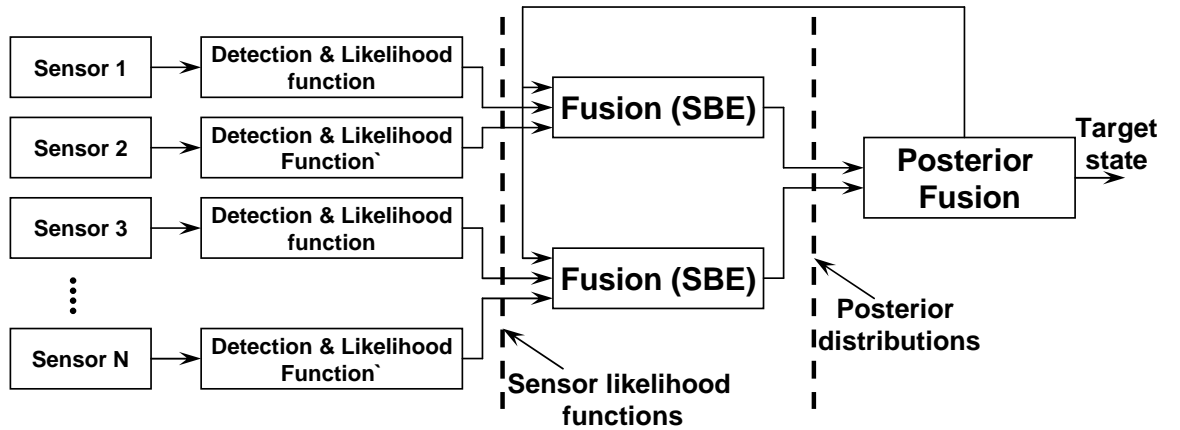 Sensor 1
Detection & Likelihood
function
Sensor 2
Detection & Likelihood
Function`
Sensor 3
Detection & Likelihood
function
Sensor N
Detection & Likelihood
Function`
Fusion (SBE)
Fusion (SBE)
Sensor likelihood
functions
Posterior
distributions
Posterior
Fusion
Target
state